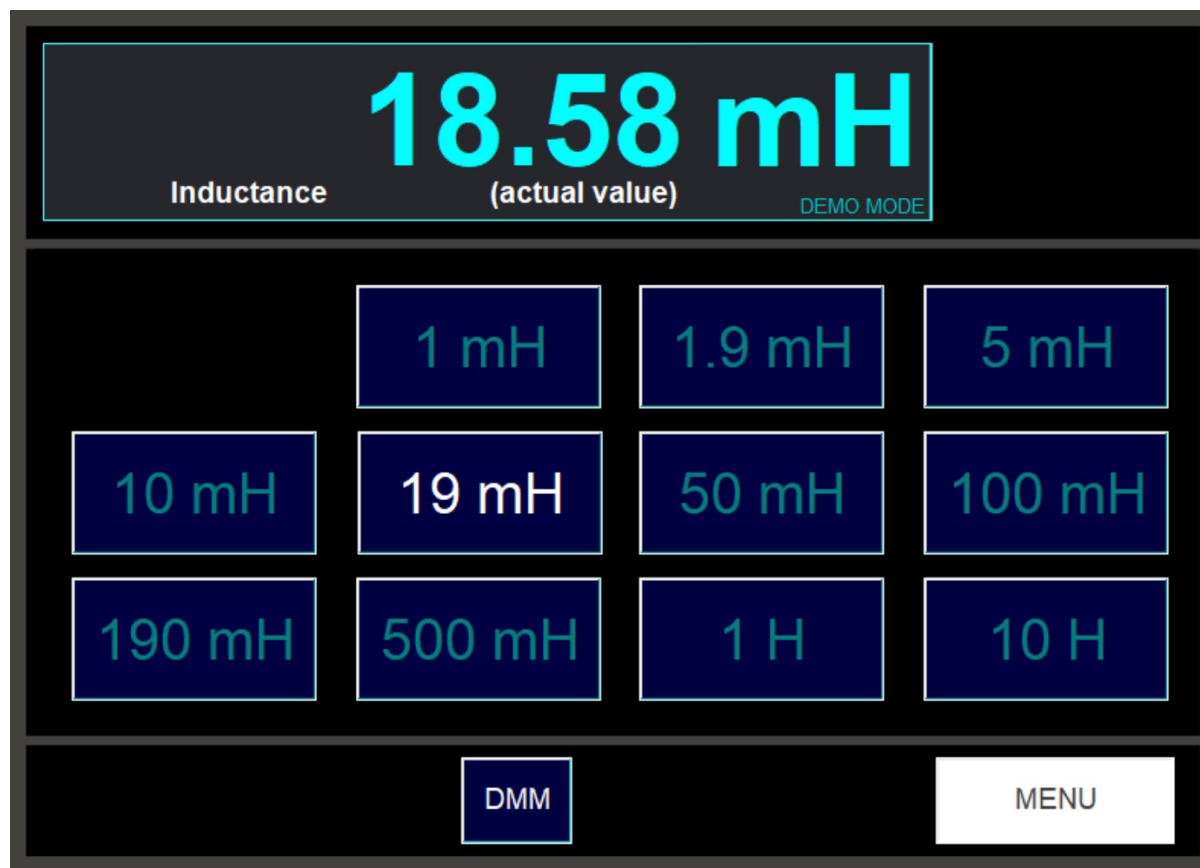 18.58 mH
Inductance (actual value) DEMO MODE
1 mH 1.9 mH 5 mH
10 mH 19 mH 50 mH 100 mH
190 mH 500 mH 1 H 10 H
DMM MENU